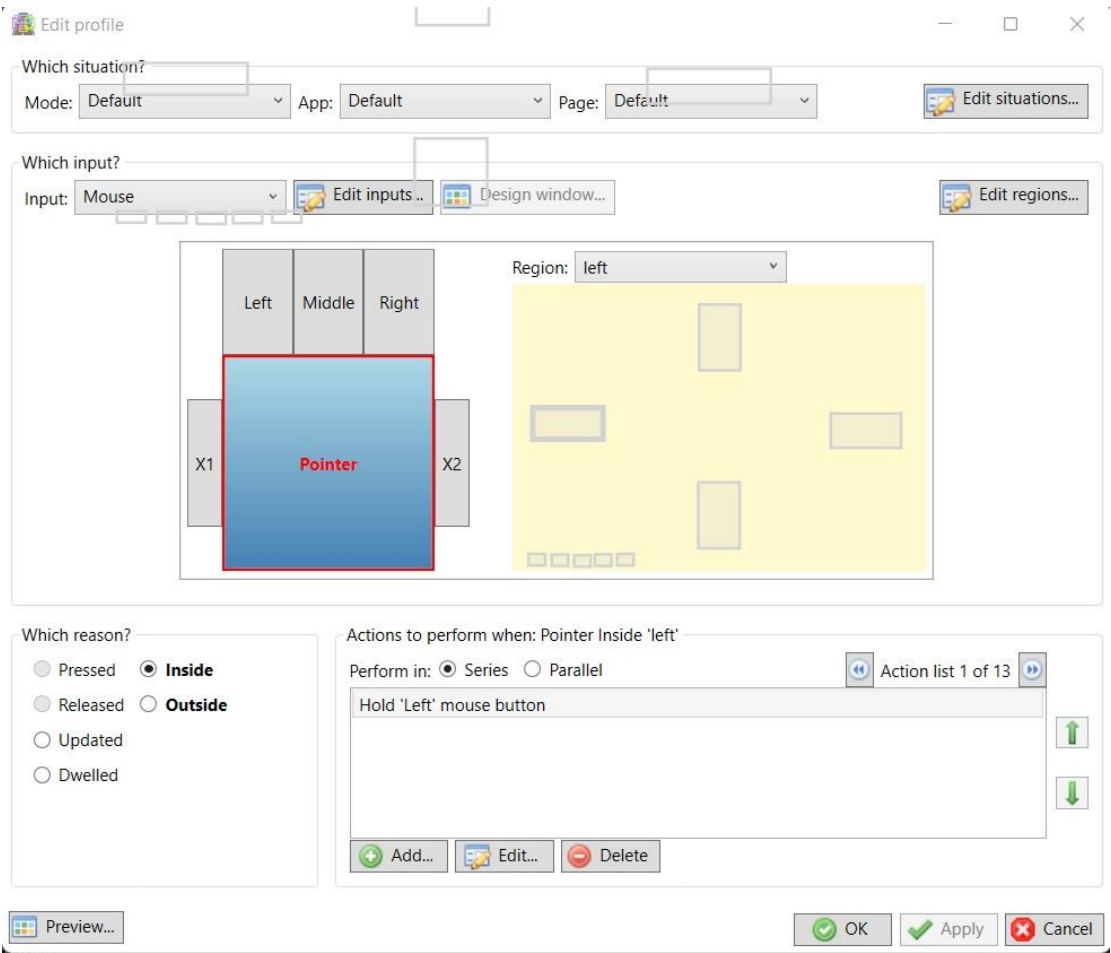 Edit profile
Which situation?
Mode: Default App: Default Page: Default Edit situations...
Which input?
Input: Mouse Edit inputs .. Design window... Edit regions...
Region: left
Left Middle Right
X1 Pointer X2
Which reason?
Pressed Inside
Released Outside
Updated
Dwelled
Actions to perform when: Pointer Inside 'left'
Perform in: Series Parallel Action list 1 of 13
Hold 'Left' mouse button
Add... Edit... Delete
Preview... OK Apply Cancel